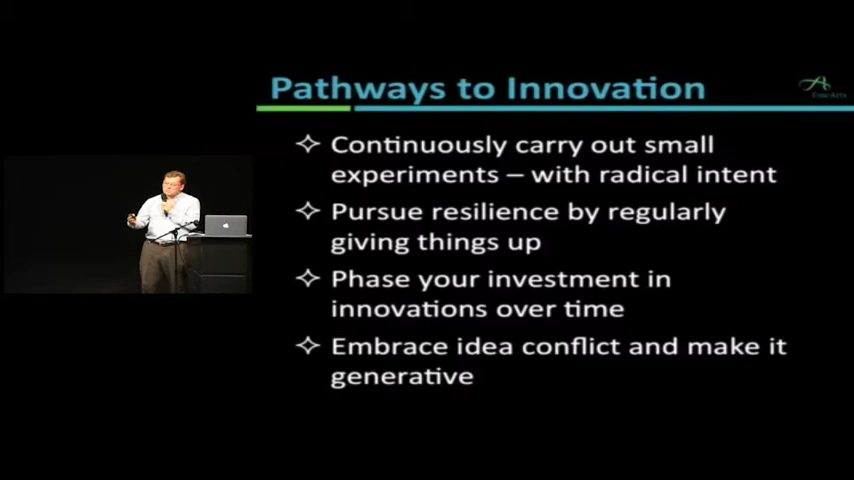 Pathways to Innovation
EmcArts
Continuously carry out small
experiments – with radical intent
Pursue resilience by regularly
giving things up
Phase your investment in
innovations over time
Embrace idea conflict and make it
generative